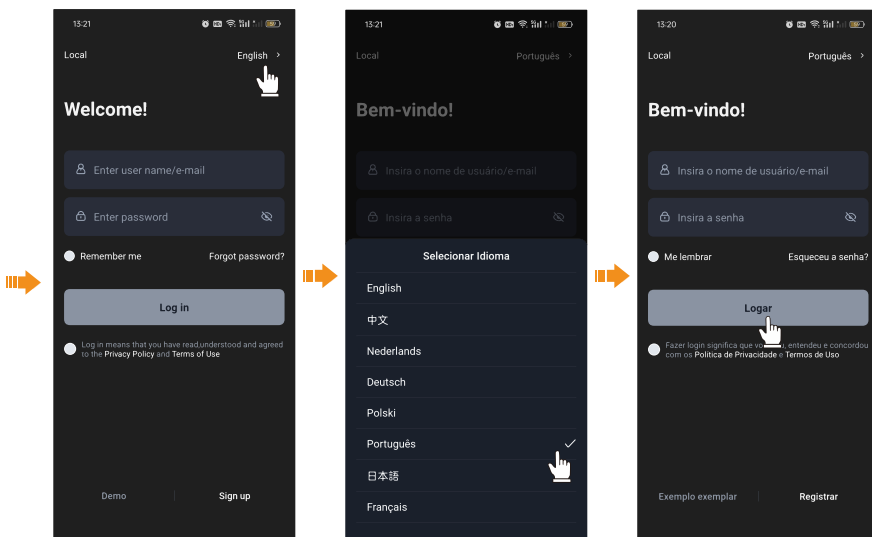 13:21
Local
English >
Welcome!
Enter user name/e-mail
Enter password
Remember me
Forgot password?
Log in
Log in means that you have read,understood and agreed
to the Privacy Policy and Terms of Use
Demo
Sign up
13:21
Local
Português >
Bem-vindo!
Insira o nome de usuário/e-mail
Insira a senha
Selecionar Idioma
English
中文
Nederlands
Deutsch
Polski
Português
日本語
Français
13:20
Local
Português >
Bem-vindo!
Insira o nome de usuário/e-mail
Insira a senha
Me lembrar
Esqueceu a senha?
Logar
Fazer login significa que , entendeu e concordou
com os Política de Privacidade e Termos de Uso
Exemplo exemplar
Registrar